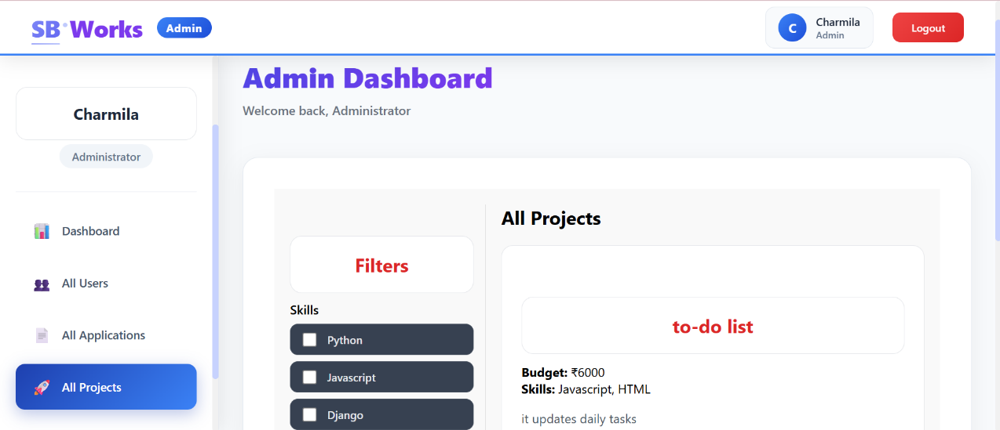 SB Works
Admin
C
Charmila
Admin
Logout
Charmila
Administrator
Dashboard
All Users
All Applications
All Projects
Admin Dashboard
Welcome back, Administrator
Filters
Skills
Python
Javascript
Django
All Projects
to-do list
Budget: ₹6000
Skills: Javascript, HTML
it updates daily tasks